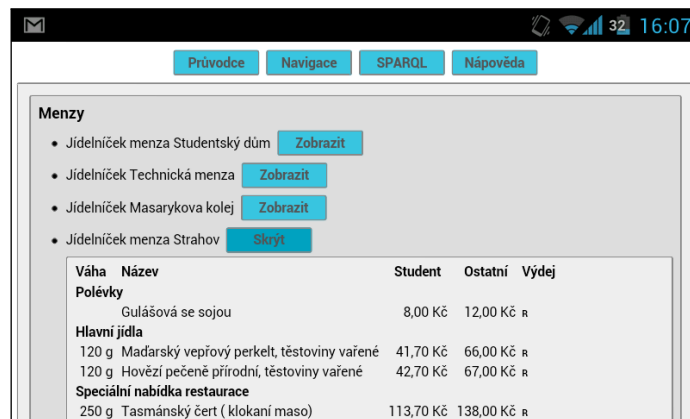 32 16:07
Průvodce Navigace SPARQL Nápověda
Menzy
Jídelníček menza Studentský dům Zobrazit
Jídelníček Technická menza Zobrazit
Jídelníček Masarykova kolej Zobrazit
Jídelníček menza Strahov Skrýt
Váha Název Student Ostatní Výdej
Polévky
Gulášová se sojou 8,00 Kč 12,00 Kč R
Hlavní jídla
120 g Maďarský vepřový perkelt, těstoviny vařené 41,70 Kč 66,00 Kč R
120 g Hovězí pečeně přírodní, těstoviny vařené 42,70 Kč 67,00 Kč R
Speciální nabídka restaurace
250 g Tasmánský čert ( klokaní maso) 113,70 Kč 138,00 Kč R